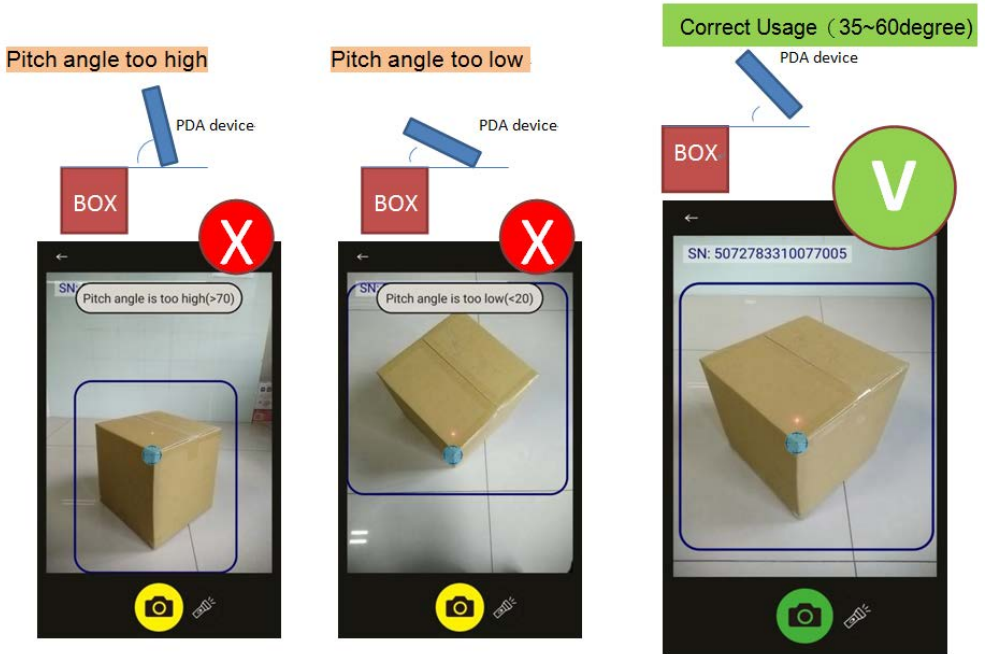 Pitch angle too high
PDA device
BOX
X
←
SN:
Pitch angle is too high(>70)
Pitch angle too low
PDA device
BOX
X
←
SN:
Pitch angle is too low(<20)
Correct Usage（35~60degree)
PDA device
BOX
V
←
SN: 5072783310077005